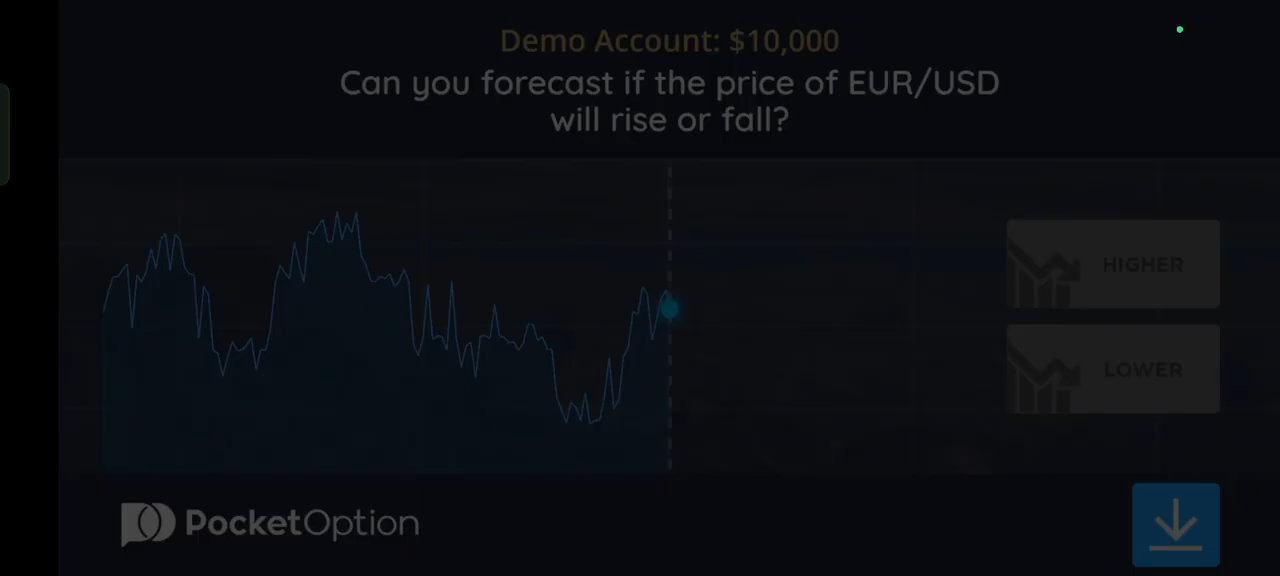 Demo Account: $10,000
Can you forecast if the price of EUR/USD
will rise or fall?
HIGHER
LOWER
PocketOption